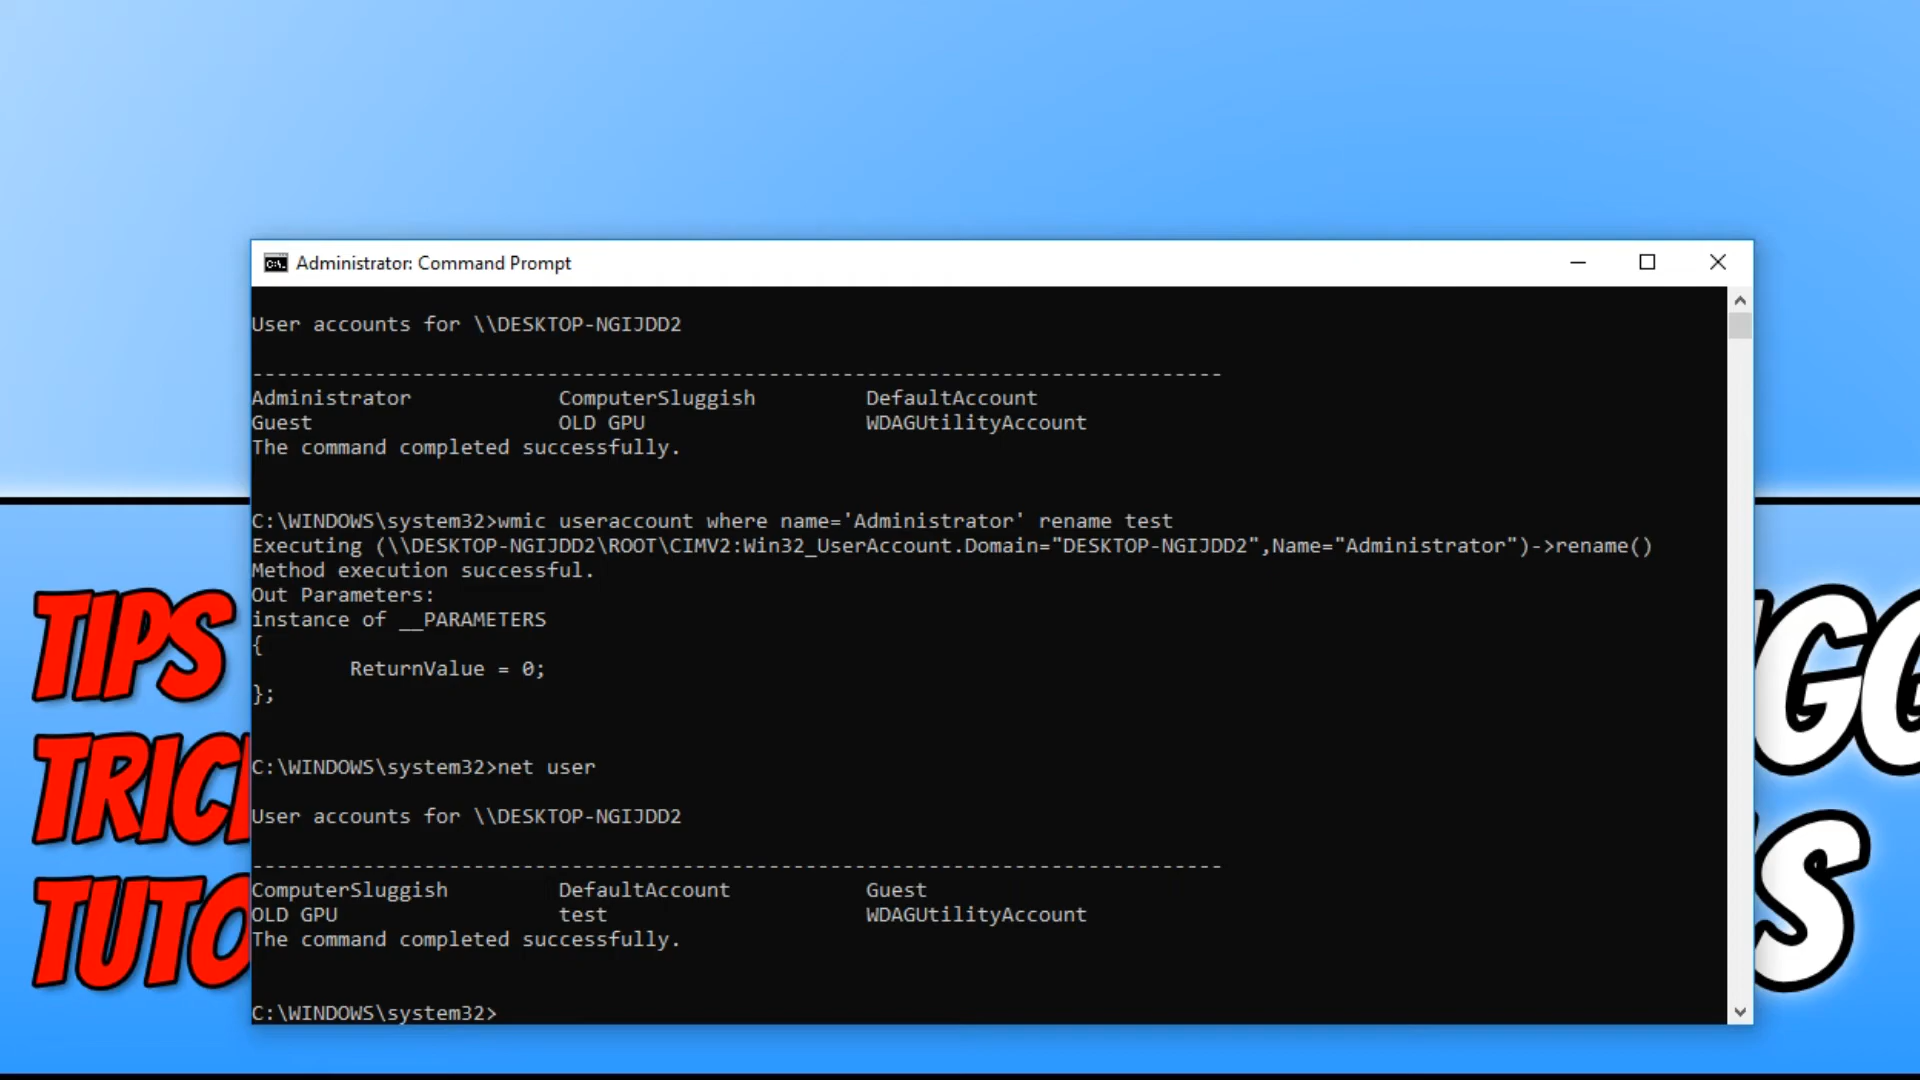 Administrator: Command Prompt
User accounts for \\DESKTOP-NGIJDD2
-------------------------------------------------------------------------------
Administrator            ComputerSluggish         DefaultAccount
Guest                    OLD GPU                  WDAGUtilityAccount
The command completed successfully.
C:\WINDOWS\system32>wmic useraccount where name='Administrator' rename test
Executing (\\DESKTOP-NGIJDD2\ROOT\CIMV2:Win32_UserAccount.Domain="DESKTOP-NGIJDD2",Name="Administrator")->rename()
Method execution successful.
Out Parameters:
instance of __PARAMETERS
{
        ReturnValue = 0;
};
C:\WINDOWS\system32>net user
User accounts for \\DESKTOP-NGIJDD2
-------------------------------------------------------------------------------
ComputerSluggish         DefaultAccount           Guest
OLD GPU                  test                     WDAGUtilityAccount
The command completed successfully.
C:\WINDOWS\system32>
TIPS